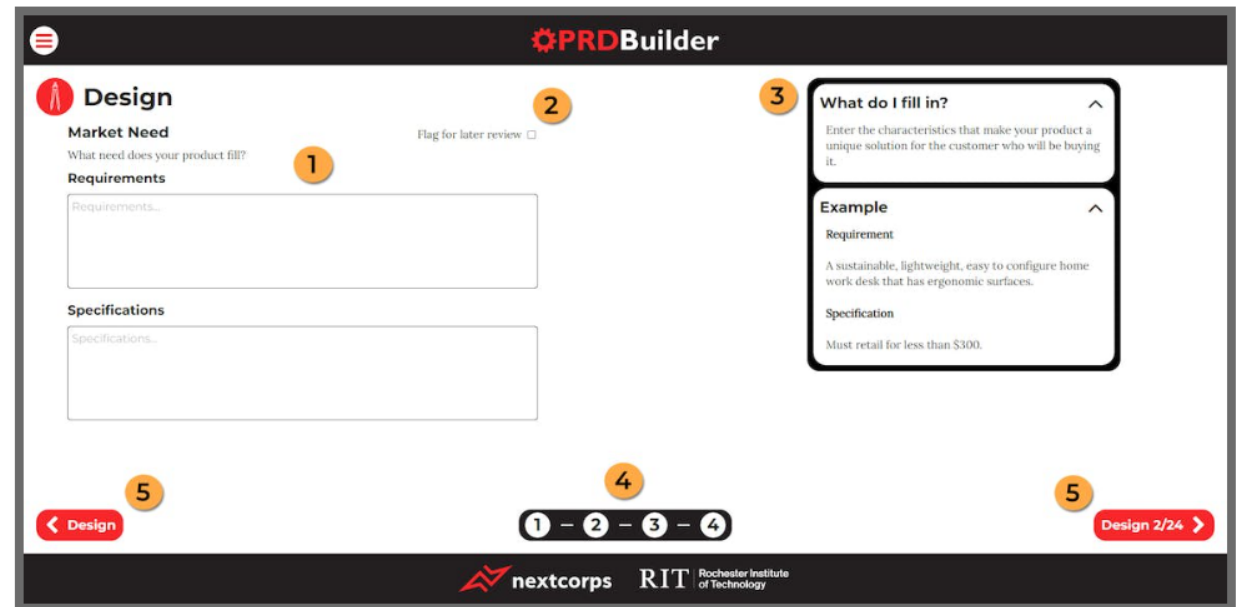 PRDBuilder
Design
Market Need
Flag for later review
What need does your product fill?
Requirements
Requirements...
Specifications
Specifications...
1
2
3
What do I fill in?
Enter the characteristics that make your product a
unique solution for the customer who will be buying
it.
Example
Requirement
A sustainable, lightweight, easy to configure home
work desk that has ergonomic surfaces.
Specification
Must retail for less than $300.
5
4
5
Design
1 – 2 – 3 – 4
Design 2/24
nextcorps
RIT
Rochester Institute
of Technology